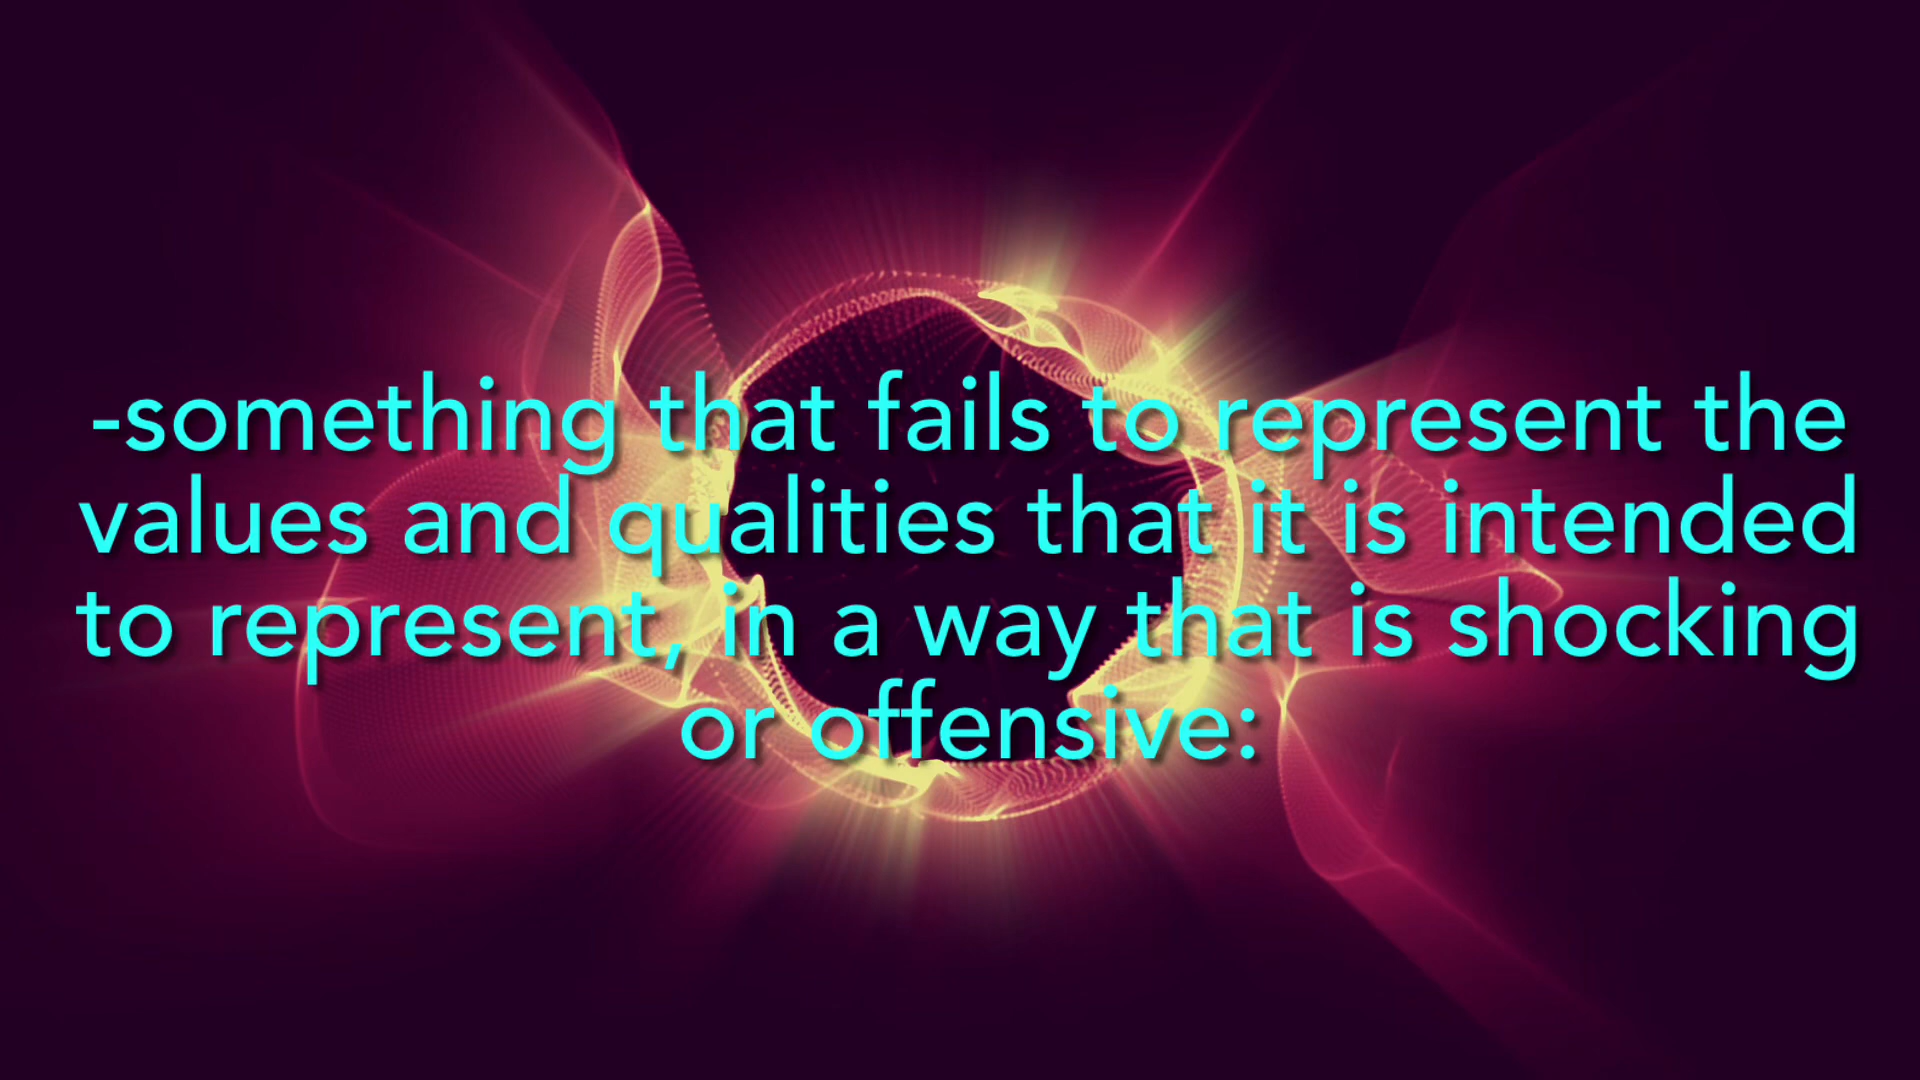 -something that fails to represent the
values and qualities that it is intended
to represent, in a way that is shocking
or offensive: